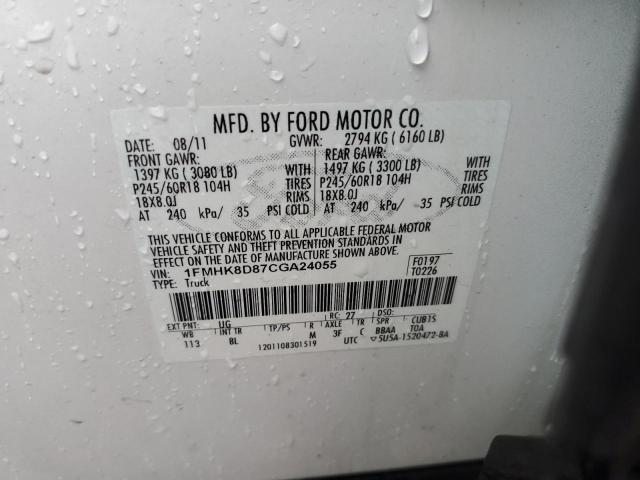 MFD. BY FORD MOTOR CO.
DATE: 08/11 GVWR: 2794 KG ( 6160 LB)
FRONT GAWR: REAR GAWR:
1397 KG ( 3080 LB) WITH 1497 KG ( 3300 LB) WITH
P245/60R18 104H TIRES P245/60R18 104H TIRES
18X8.0J RIMS 18X8.0J RIMS
AT 240 kPa/ 35 PSI COLD AT 240 kPa/ 35 PSI COLD
THIS VEHICLE CONFORMS TO ALL APPLICABLE FEDERAL MOTOR
VEHICLE SAFETY AND THEFT PREVENTION STANDARDS IN
EFFECT ON THE DATE OF MANUFACTURE SHOWN ABOVE.
VIN: 1FMHK8D87CGA24055 F0197
TYPE: Truck T0226
EXT PNT: UG RC: 27 DSO:
WB INT TR TP/PS R AXLE TR SPR CUB1S
113 BL M 3F C BBAA TOA
1201108301519 UTC ▽5U5A-1520472-BA